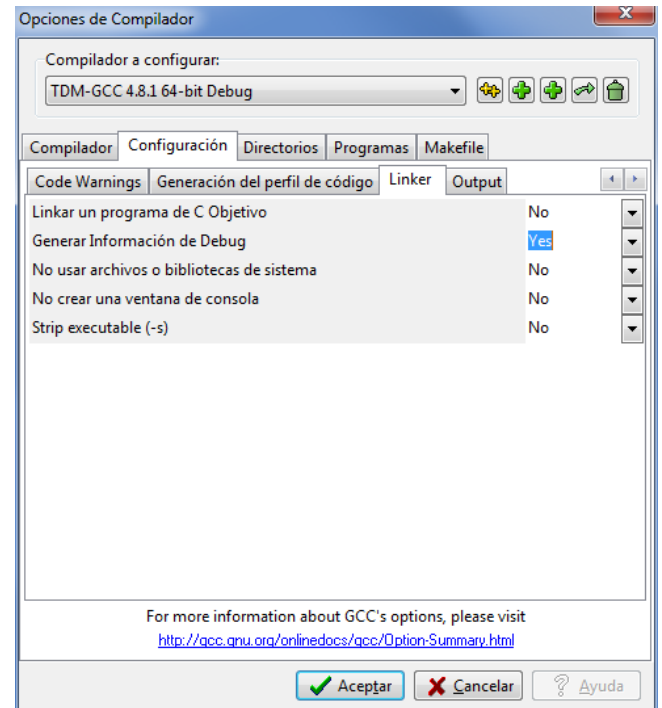 Opciones de Compilador
Compilador a configurar:
TDM-GCC 4.8.1 64-bit Debug
Compilador Configuración Directorios Programas Makefile
Code Warnings Generación del perfil de código Linker Output
Linkar un programa de C Objetivo No
Generar Información de Debug Yes
No usar archivos o bibliotecas de sistema No
No crear una ventana de consola No
Strip executable (-s) No
For more information about GCC's options, please visit
http://gcc.gnu.org/onlinedocs/gcc/Option-Summary.html
Aceptar Cancelar ? Ayuda